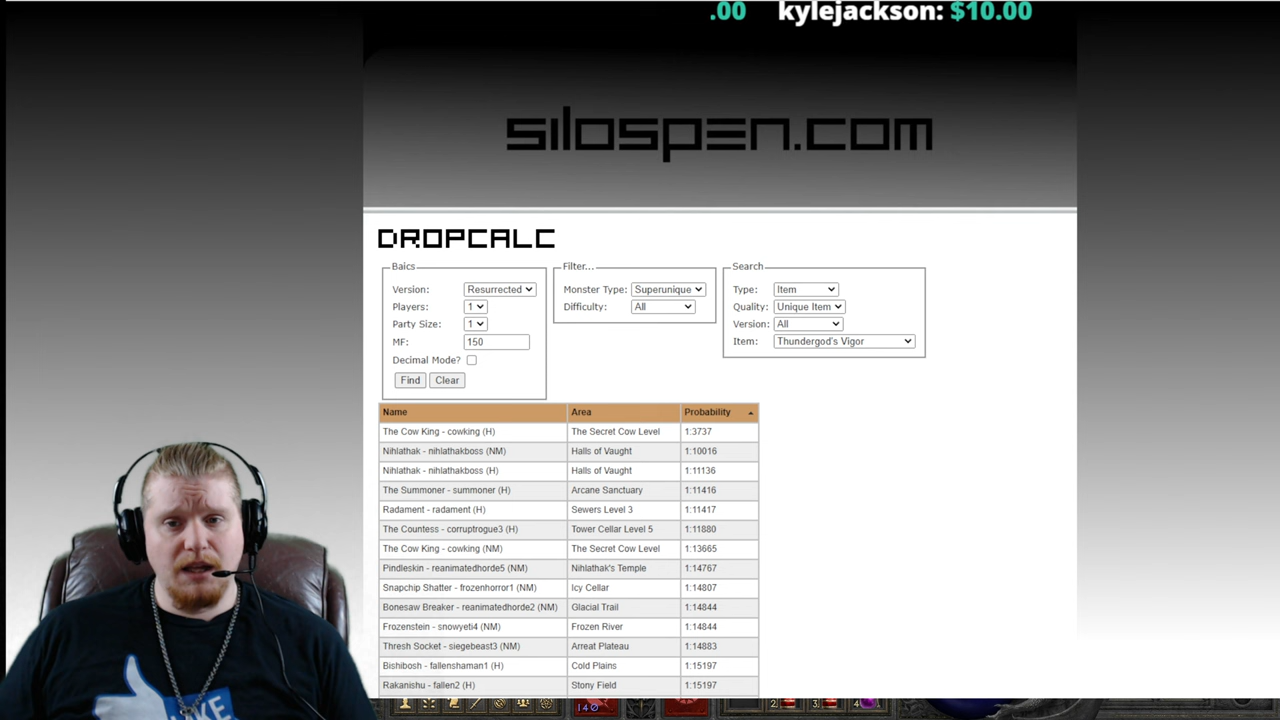 .00 kylejackson: $10.00
silospen.com
DROPCALC
Baics
Version: Resurrected
Players: 1
Party Size: 1
MF: 150
Decimal Mode?
Find Clear
Filter...
Monster Type: Superunique
Difficulty: All
Search
Type: Item
Quality: Unique Item
Version: All
Item: Thundergod's Vigor
Name Area Probability
The Cow King - cowking (H) The Secret Cow Level 1:3737
Nihlathak - nihlathakboss (NM) Halls of Vaught 1:10016
Nihlathak - nihlathakboss (H) Halls of Vaught 1:11136
The Summoner - summoner (H) Arcane Sanctuary 1:11416
Radament - radament (H) Sewers Level 3 1:11417
The Countess - corruptrogue3 (H) Tower Cellar Level 5 1:11880
The Cow King - cowking (NM) The Secret Cow Level 1:13665
Pindleskin - reanimatedhorde5 (NM) Nihlathak's Temple 1:14767
Snapchip Shatter - frozenhorror1 (NM) Icy Cellar 1:14807
Bonesaw Breaker - reanimatedhorde2 (NM) Glacial Trail 1:14844
Frozenstein - snowyeti4 (NM) Frozen River 1:14844
Thresh Socket - siegebeast3 (NM) Arreat Plateau 1:14883
Bishibosh - fallenshaman1 (H) Cold Plains 1:15197
Rakanishu - fallen2 (H) Stony Field 1:15197
LIKE
140 2 3 4